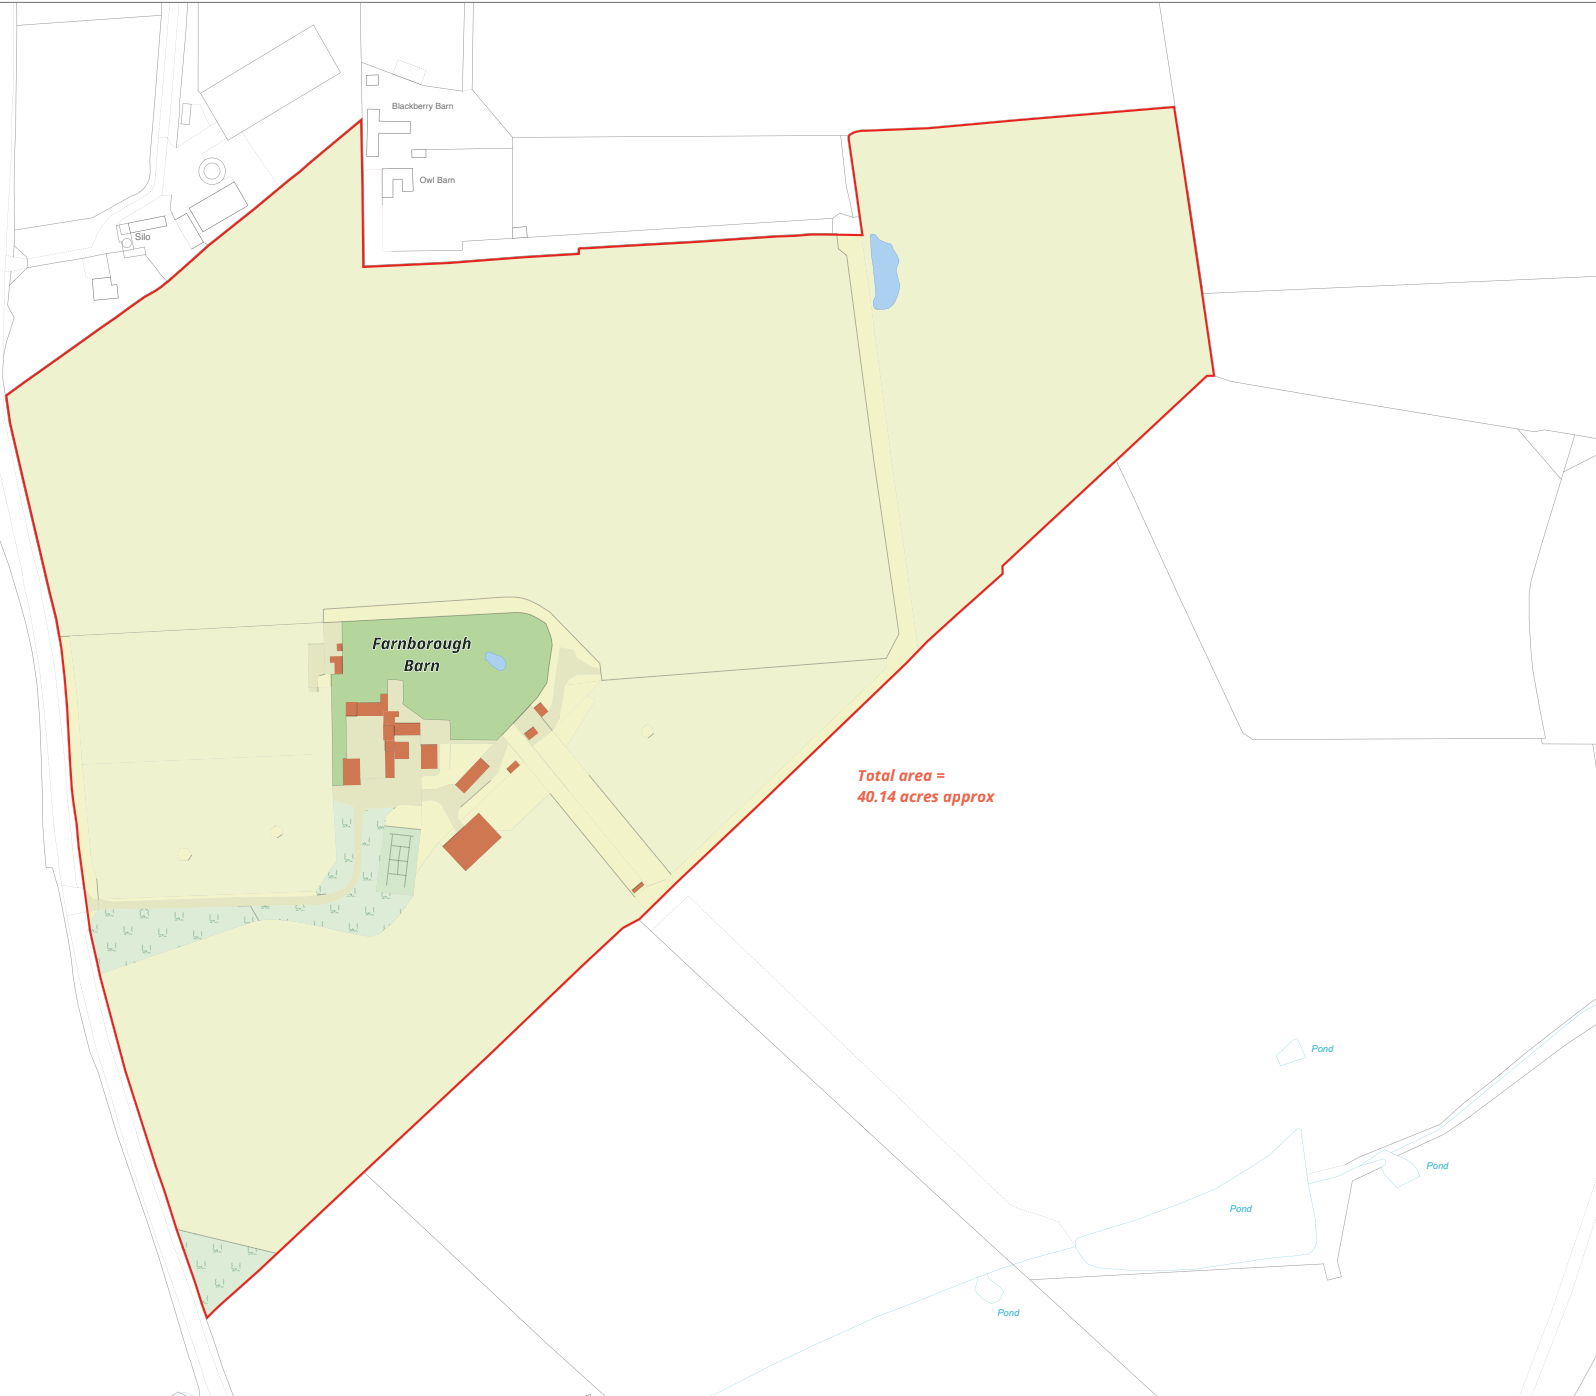 Blackberry Barn
Owl Barn
Silo
Farnborough
Barn
Total area =
40.14 acres approx
Pond
Pond
Pond
Pond